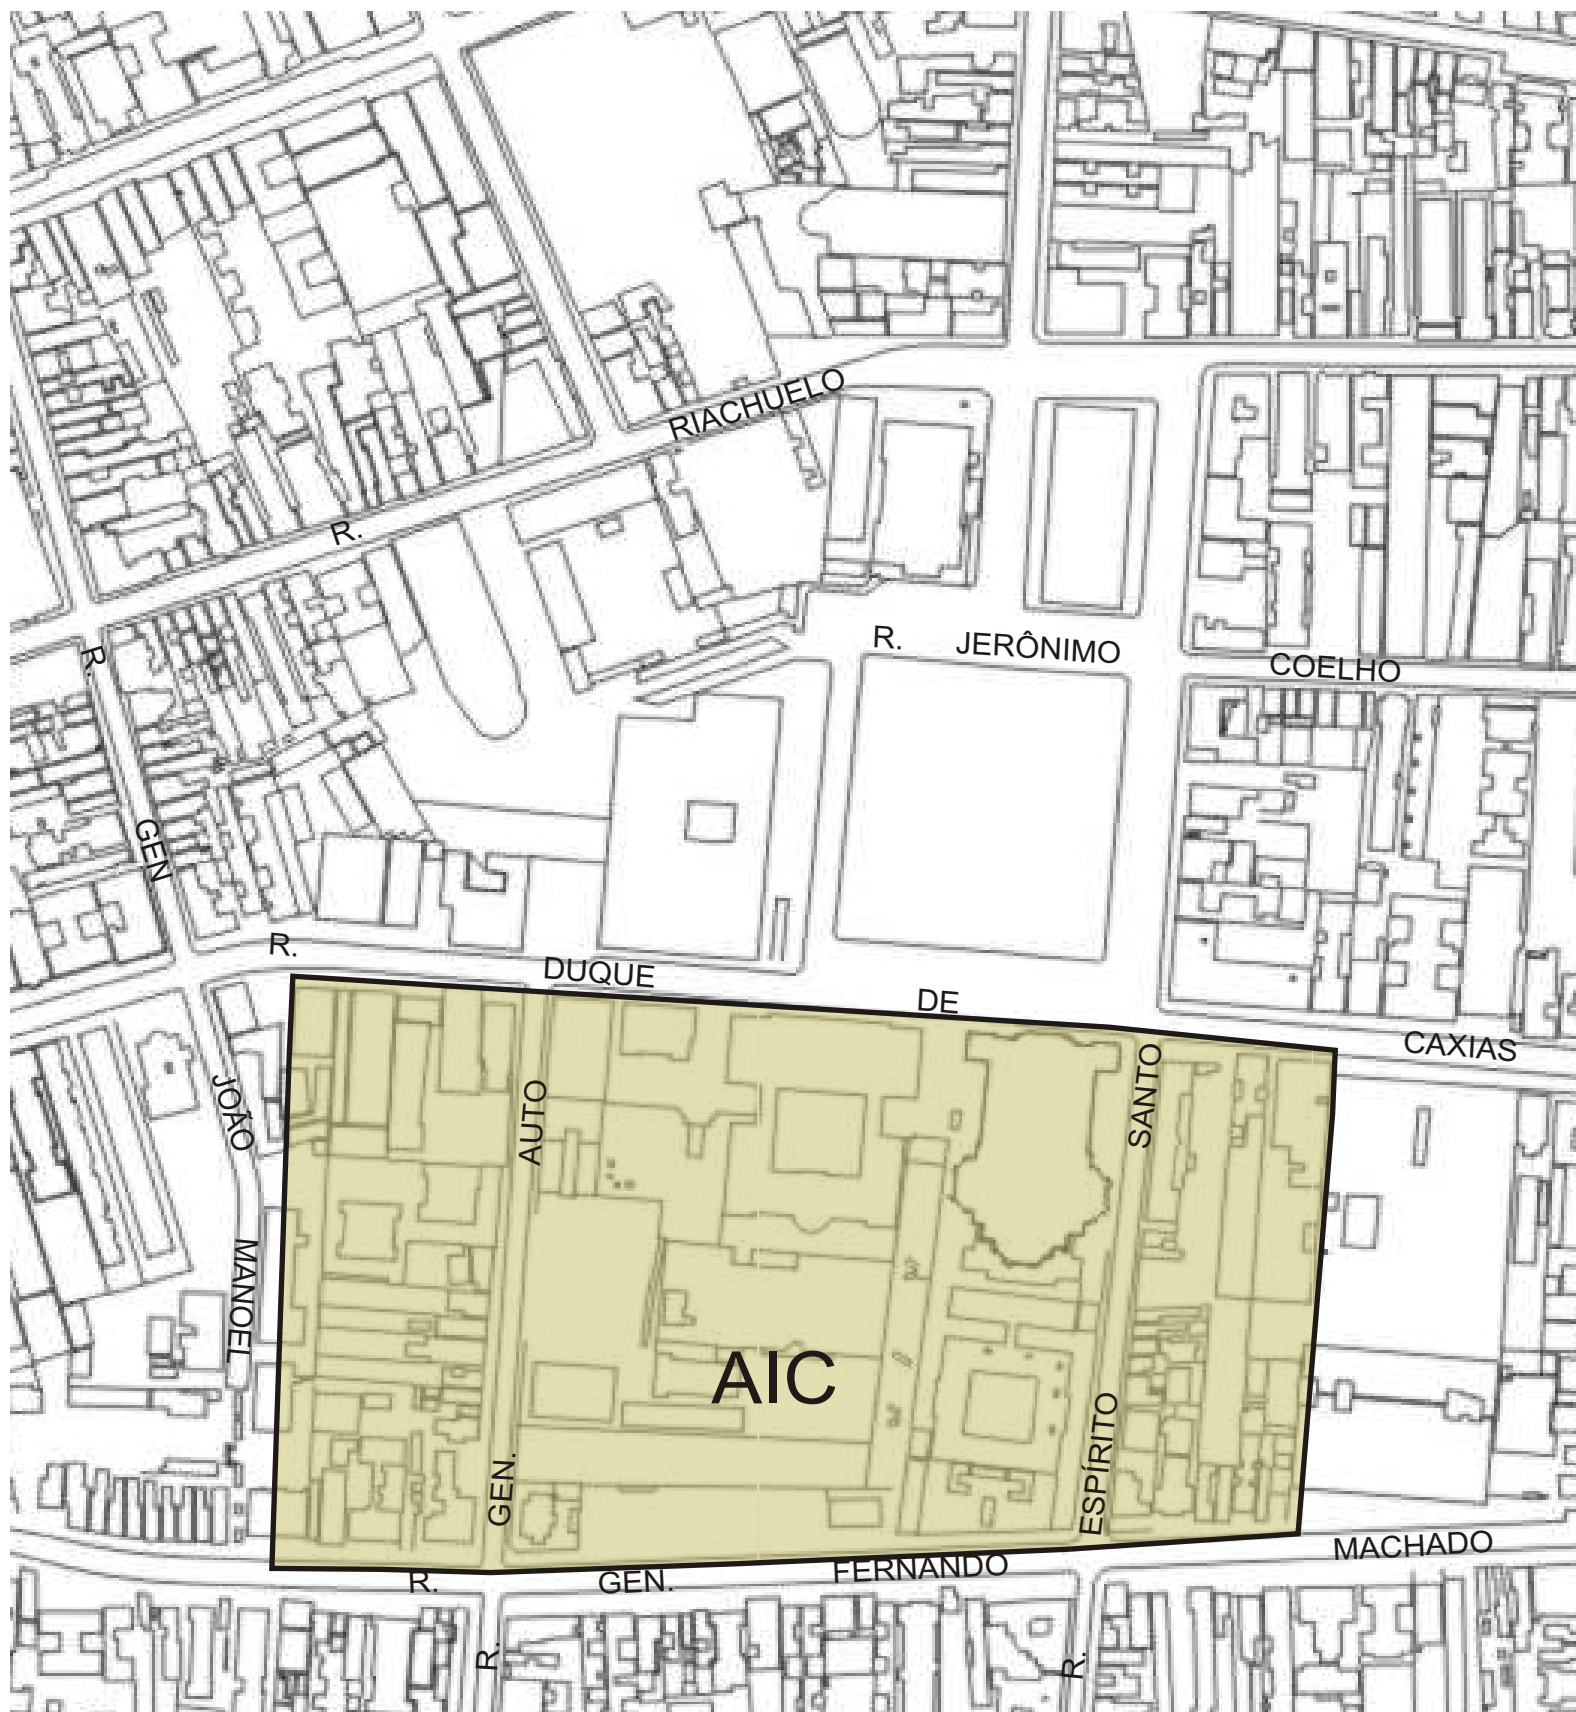 RIACHUELO
R.
R. JERÔNIMO
COELHO
R.
GEN
JOÃO
MANOEL
R.
DUQUE
DE
CAXIAS
AUTO
GEN.
R.
SANTO
ESPÍRITO
R.
AIC
R.
GEN.
FERNANDO
MACHADO